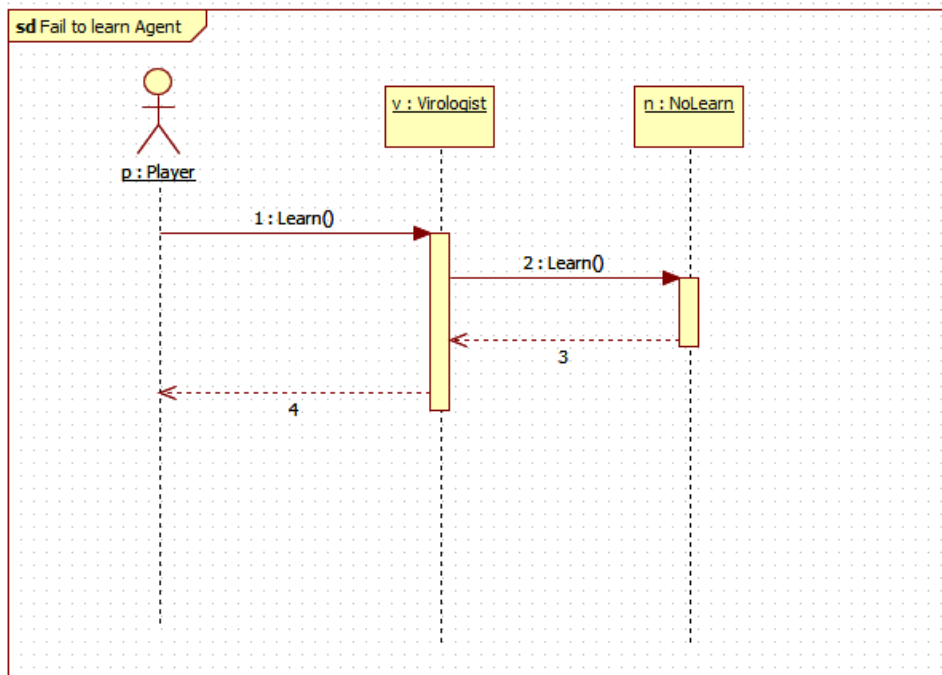 sd Fail to learn Agent
v : Virologist
n : NoLearn
p : Player
1 : Learn()
2 : Learn()
3
4